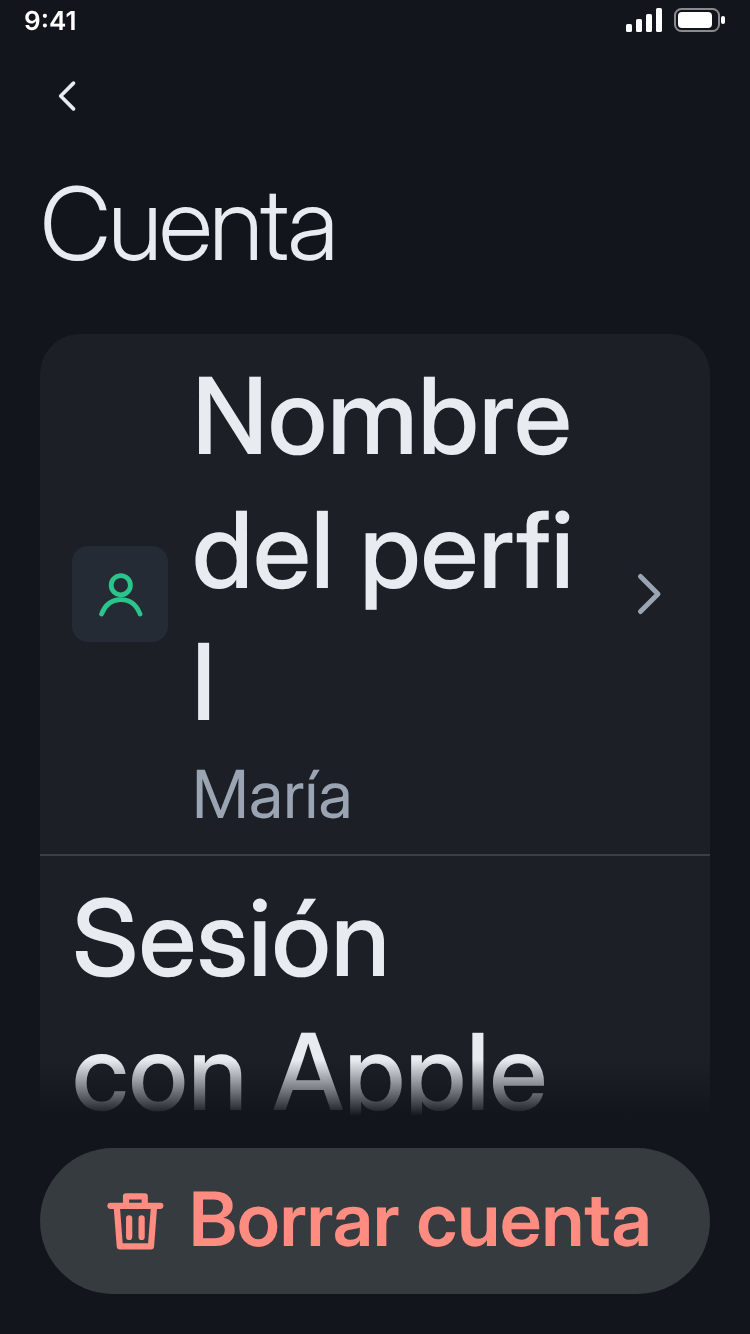 9:41
Cuenta
Nombre
del perfi
l
María
Sesión
con Apple
Borrar cuenta